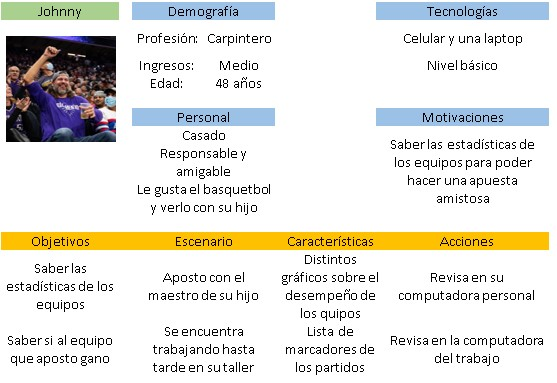 Johnny
Demografía
Tecnologías
Profesión: Carpintero
Ingresos: Medio
Edad: 48 años
Celular y una laptop
Nivel básico
Personal
Casado
Responsable y
amigable
Le gusta el basquetbol
y verlo con su hijo
Motivaciones
Saber las estadísticas de
los equipos para poder
hacer una apuesta
amistosa
Objetivos
Escenario
Características
Acciones
Saber las
estadísticas de los
equipos
Aposto con el
maestro de su hijo
Distintos
gráficos sobre el
desempeño de
los quipos
Revisa en su
computadora personal
Saber si al equipo
que aposto gano
Se encuentra
trabajando hasta
tarde en su taller
Lista de
marcadores de
los partidos
Revisa en la computadora
del trabajo